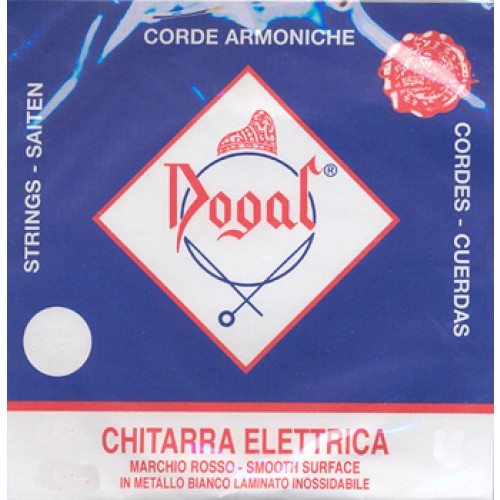 CORDE ARMONICHE
STRINGS - SAITEN
Dogal®
CORDES - CUERDAS
CHITARRA ELETTRICA
MARCHIO ROSSO - SMOOTH SURFACE
IN METALLO BIANCO LAMINATO INOSSIDABILE